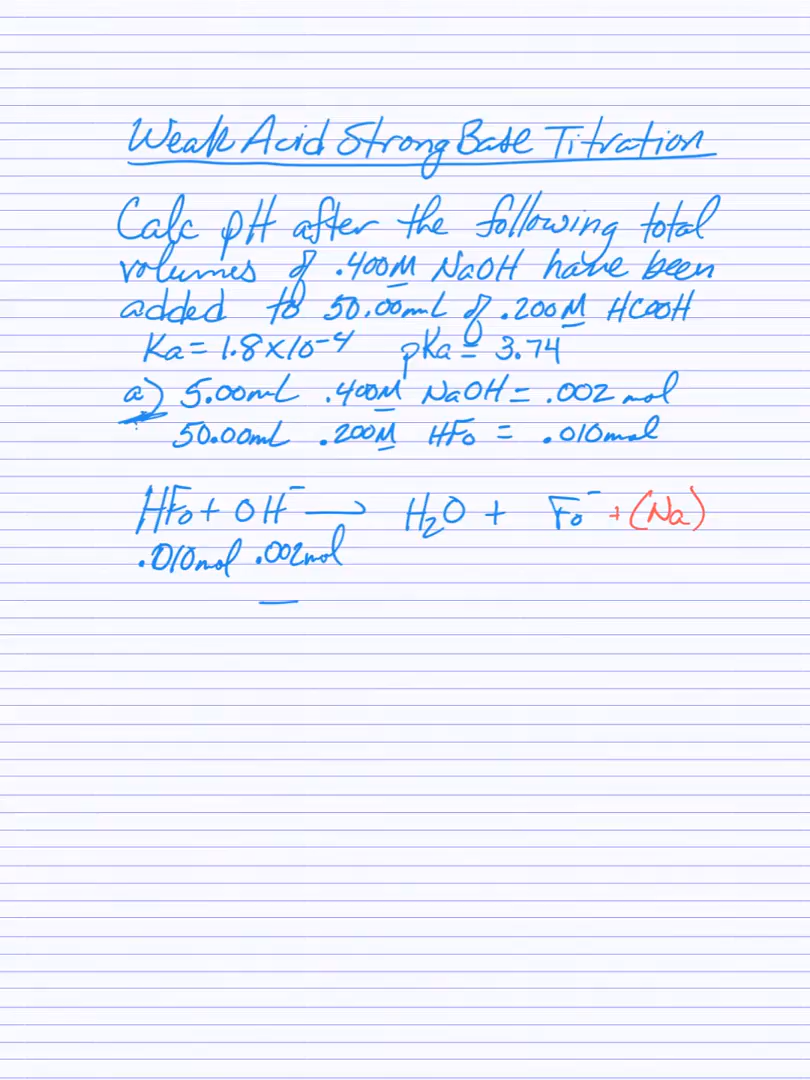 Weak Acid Strong Base Titration
Calc pH after the following total
volumes of .400M NaOH have been
added to 50.00mL of .200M HCOOH
Ka = 1.8x10⁻⁴ pKa = 3.74
a) 5.00mL .400M NaOH = .002 mol
50.00mL .200M HFo = .010mol
HFo + OH⁻ → H₂O + Fo⁻ + (Na)
.010mol .002mol